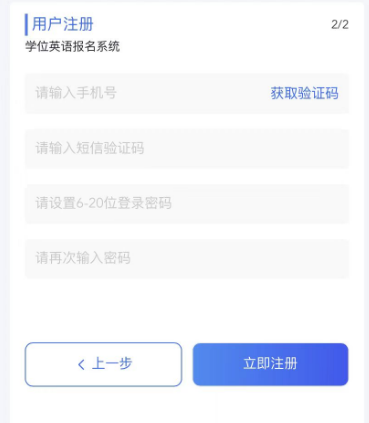 用户注册
2/2
学位英语报名系统
请输入手机号
获取验证码
请输入短信验证码
请设置6-20位登录密码
请再次输入密码
上一步
立即注册